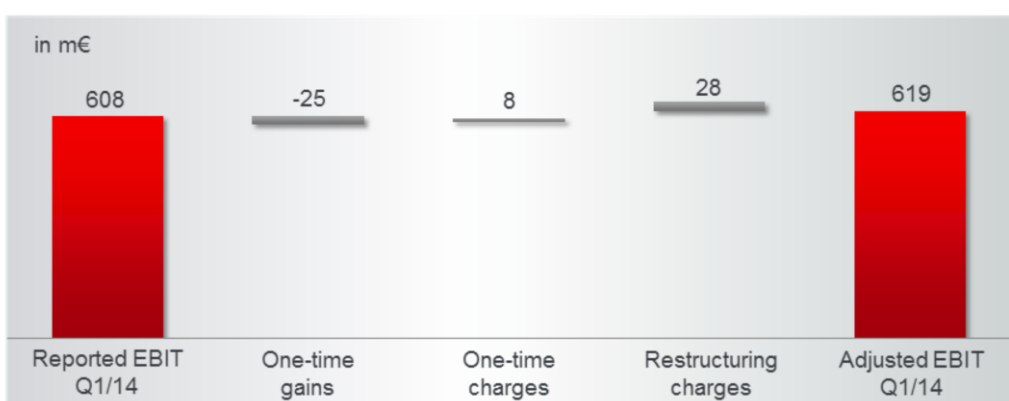 in m€
608
-25
8
28
619
Reported EBIT
Q1/14
One-time
gains
One-time
charges
Restructuring
charges
Adjusted EBIT
Q1/14